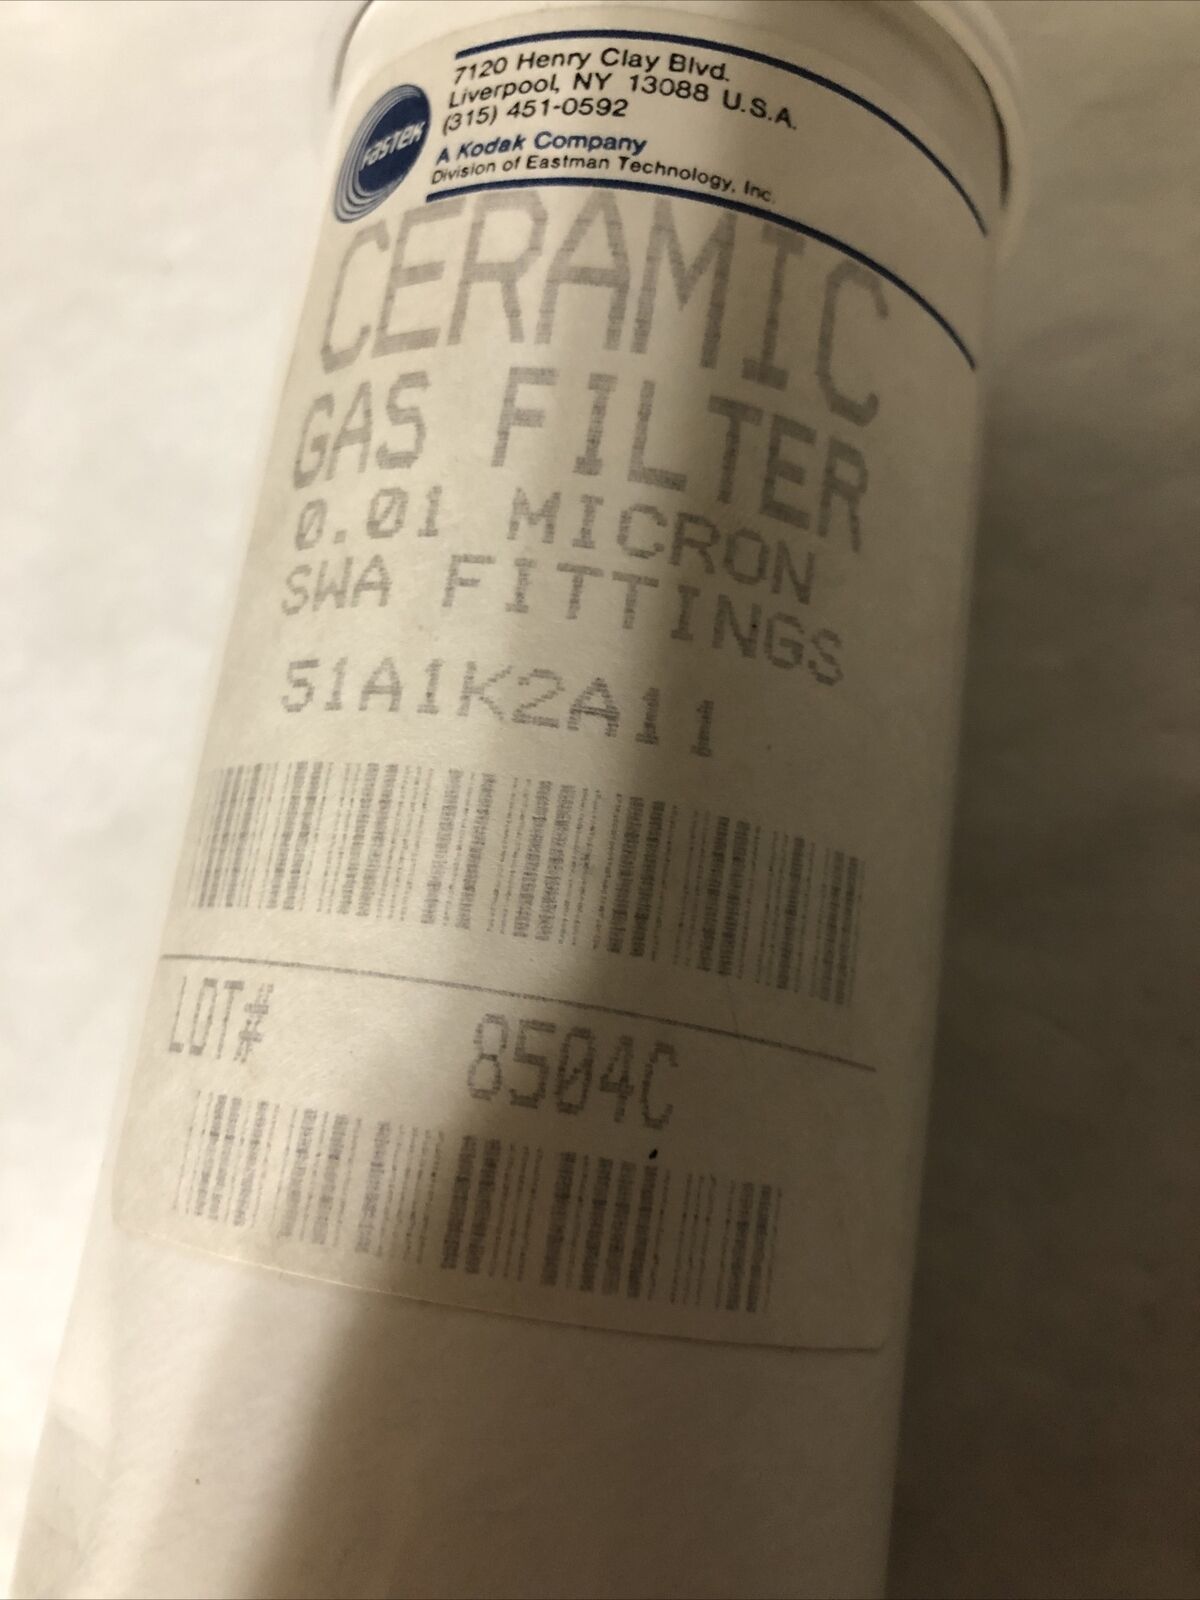 7120 Henry Clay Blvd.
Liverpool, NY 13088 U.S.A.
(315) 451-0592
FASTEK
A Kodak Company
Division of Eastman Technology, Inc.
CERAMIC
GAS FILTER
0.01 MICRON
SWA FITTINGS
51A1K2A11
LOT# 8504C